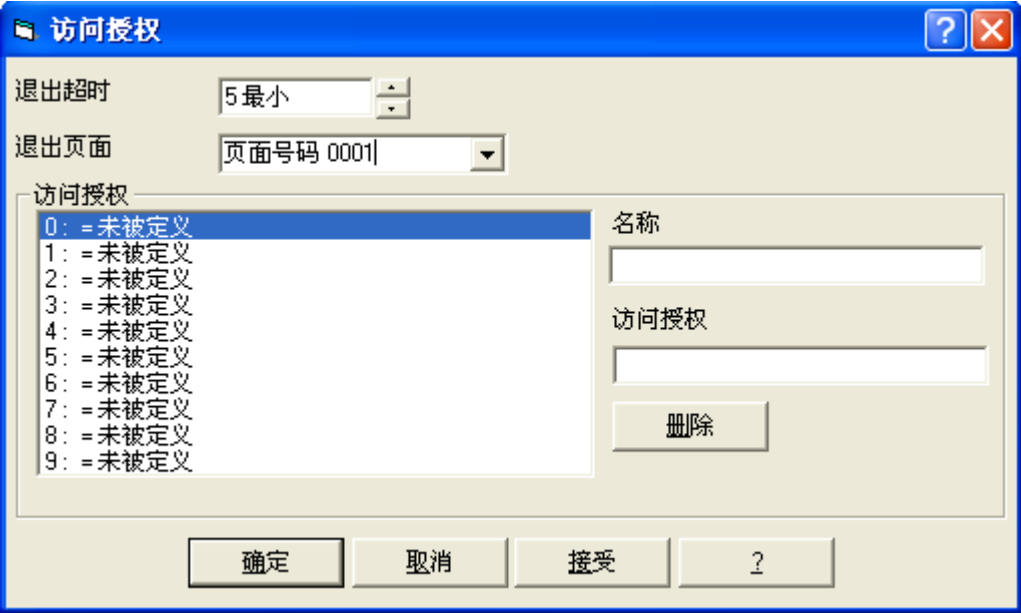 访问授权
退出超时
5最小
退出页面
页面号码 0001
访问授权
0: =未被定义
1: =未被定义
2: =未被定义
3: =未被定义
4: =未被定义
5: =未被定义
6: =未被定义
7: =未被定义
8: =未被定义
9: =未被定义
名称
访问授权
删除
确定
取消
接受
?